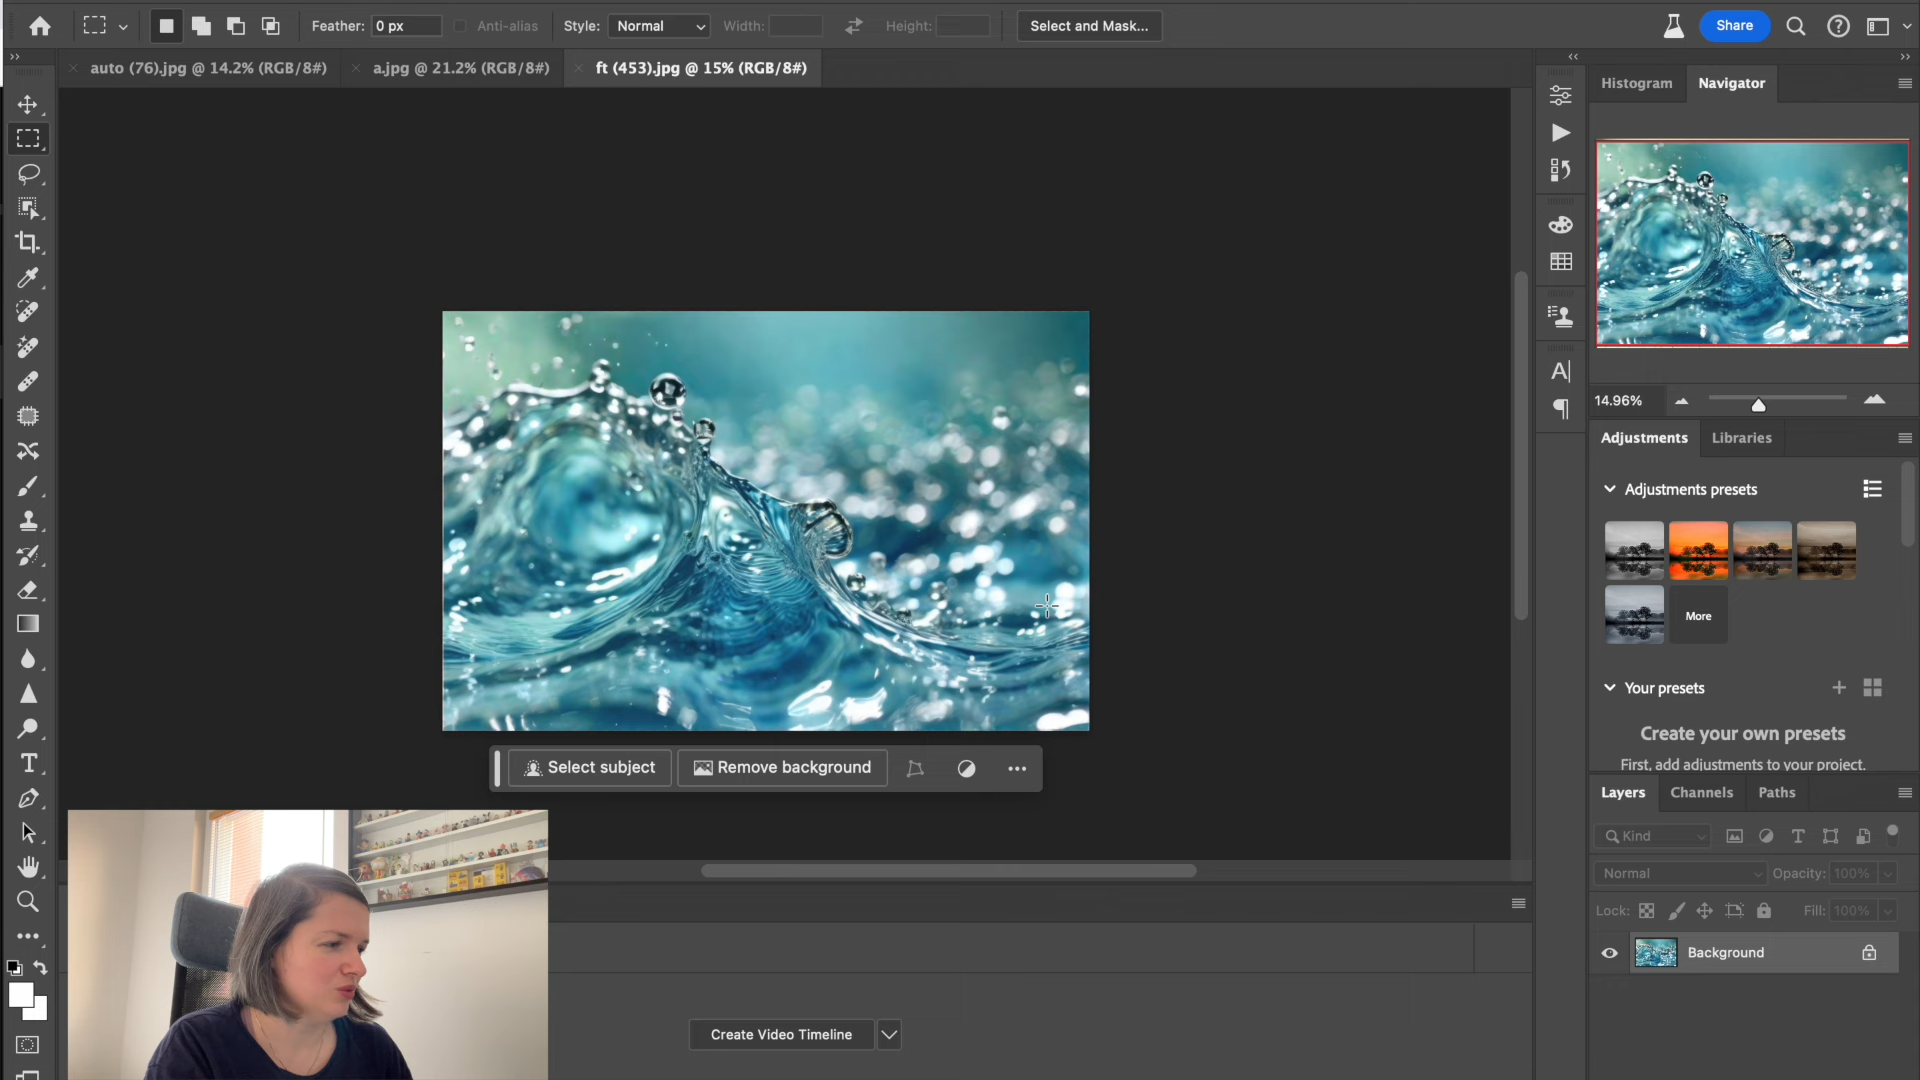 Feather: 0 px Anti-alias Style: Normal Width: Height: Select and Mask... Share
auto (76).jpg @ 14.2% (RGB/8#) a.jpg @ 21.2% (RGB/8#) ft (453).jpg @ 15% (RGB/8#)
Histogram Navigator
14.96%
Adjustments Libraries
Adjustments presets
More
Your presets
Create your own presets
First, add adjustments to your project.
Select subject Remove background
Layers Channels Paths
Kind
Normal Opacity: 100%
Lock: Fill: 100%
Background
Create Video Timeline